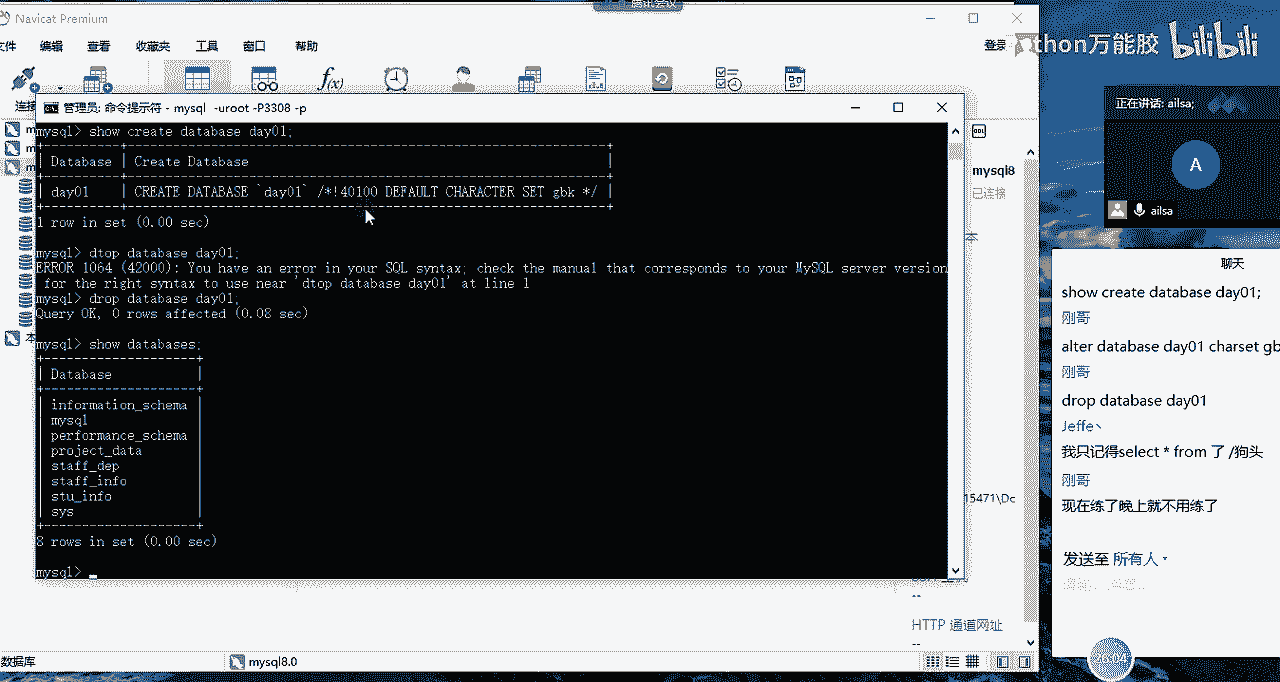 腾讯会议
Navicat Premium
文件 编辑 查看 收藏夹 工具 窗口 帮助
登录
thon万能胶 bilibili
连接
管理员: 命令提示符 - mysql -uroot -P3308 -p
正在讲话: ailsa;
A
ailsa
mysql> show create database day01;
| Database | Create Database |
| day01 | CREATE DATABASE `day01` /*!40100 DEFAULT CHARACTER SET gbk */ |
1 row in set (0.00 sec)
mysql> dtop database day01;
ERROR 1064 (42000): You have an error in your SQL syntax; check the manual that corresponds to your MySQL server version
for the right syntax to use near 'dtop database day01' at line 1
mysql> drop database day01;
Query OK, 0 rows affected (0.08 sec)
mysql> show databases;
| Database |
| information_schema |
| mysql |
| performance_schema |
| project_data |
| staff_dep |
| staff_info |
| stu_info |
| sys |
8 rows in set (0.00 sec)
mysql>
DDL
mysql8
已连接
15471\Dc
--
HTTP 通道网址
--
数据库
mysql8.0
聊天
show create database day01;
刚哥
alter database day01 charset gb
刚哥
drop database day01
Jeffe丶
我只记得select * from 了 /狗头
刚哥
现在练了晚上就不用练了
发送至 所有人